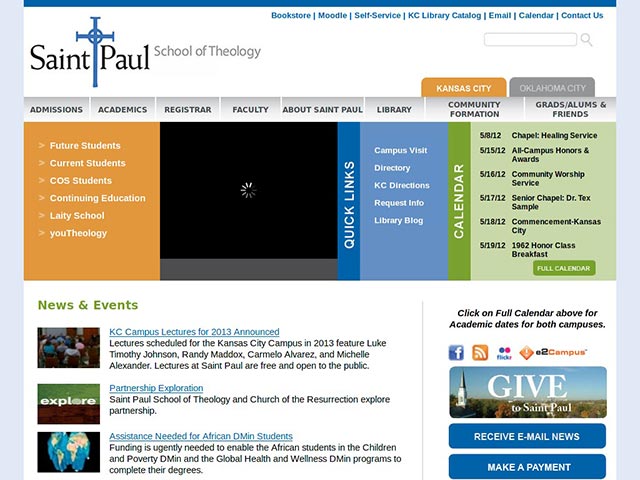 Bookstore | Moodle | Self-Service | KC Library Catalog | Email | Calendar | Contact Us
Saint Paul School of Theology
KANSAS CITY
OKLAHOMA CITY
ADMISSIONS
ACADEMICS
REGISTRAR
FACULTY
ABOUT SAINT PAUL
LIBRARY
COMMUNITY
FORMATION
GRADS/ALUMS &
FRIENDS
> Future Students
> Current Students
> COS Students
> Continuing Education
> Laity School
> youTheology
QUICK LINKS
Campus Visit
Directory
KC Directions
Request Info
Library Blog
CALENDAR
5/8/12 Chapel: Healing Service
5/15/12 All-Campus Honors &
Awards
5/16/12 Community Worship
Service
5/17/12 Senior Chapel: Dr. Tex
Sample
5/18/12 Commencement-Kansas
City
5/19/12 1962 Honor Class
Breakfast
FULL CALENDAR
News & Events
KC Campus Lectures for 2013 Announced
Lectures scheduled for the Kansas City Campus in 2013 feature Luke
Timothy Johnson, Randy Maddox, Carmelo Alvarez, and Michelle
Alexander. Lectures at Saint Paul are free and open to the public.
explore
Partnership Exploration
Saint Paul School of Theology and Church of the Resurrection explore
partnership.
Assistance Needed for African DMin Students
Funding is ugently needed to enable the African students in the Children
and Poverty DMin and the Global Health and Wellness DMin programs to
complete their degrees.
Click on Full Calendar above for
Academic dates for both campuses.
flickr
e2Campus
GIVE
to Saint Paul
RECEIVE E-MAIL NEWS
MAKE A PAYMENT